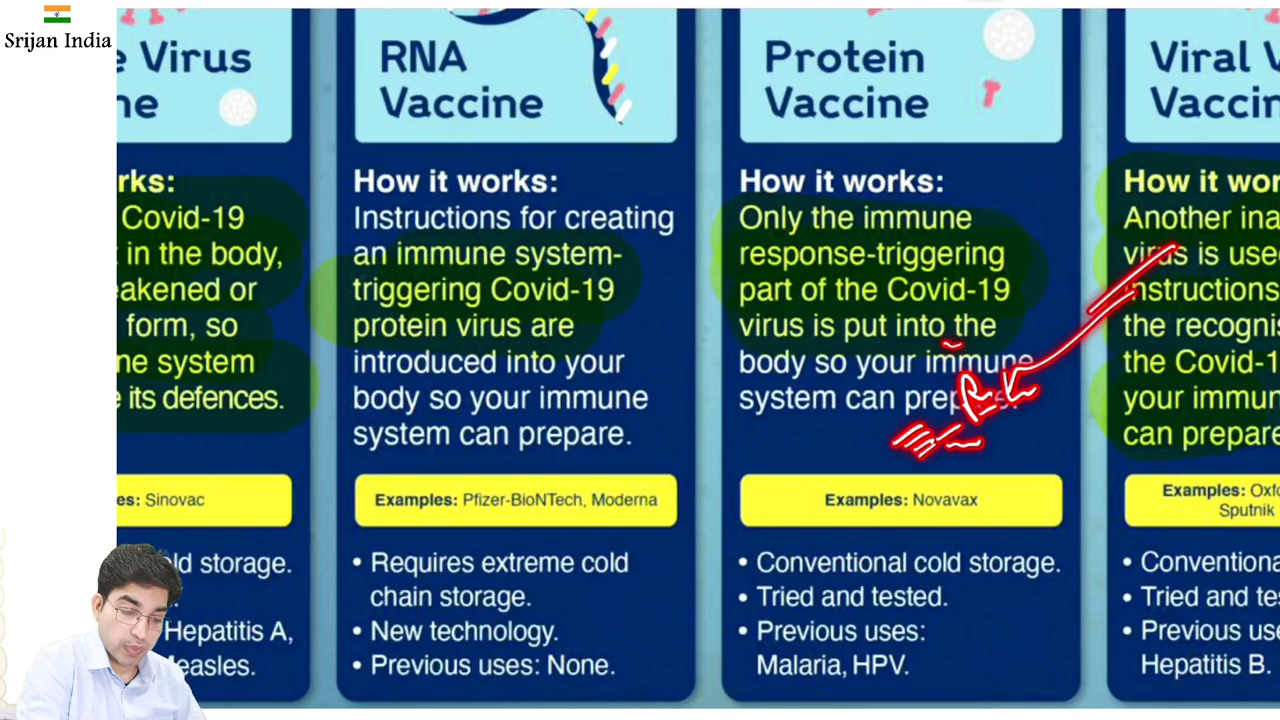 Srijan India
e Virus
ne
rks:
Covid-19
in the body,
eakened or
form, so
ne system
e its defences.
es: Sinovac
ld storage.
Hepatitis A,
Measles.
RNA
Vaccine
How it works:
Instructions for creating
an immune system-
triggering Covid-19
protein virus are
introduced into your
body so your immune
system can prepare.
Examples: Pfizer-BioNTech, Moderna
• Requires extreme cold
chain storage.
• New technology.
• Previous uses: None.
Protein
Vaccine
How it works:
Only the immune
response-triggering
part of the Covid-19
virus is put into the
body so your immune
system can prepare.
Examples: Novavax
• Conventional cold storage.
• Tried and tested.
• Previous uses:
Malaria, HPV.
Viral V
Vaccin
How it wor
Another ina
virus is use
instructions
the recognis
the Covid-1
your immun
can prepare
Examples: Oxfo
Sputnik
• Conventiona
• Tried and te
• Previous use
Hepatitis B.